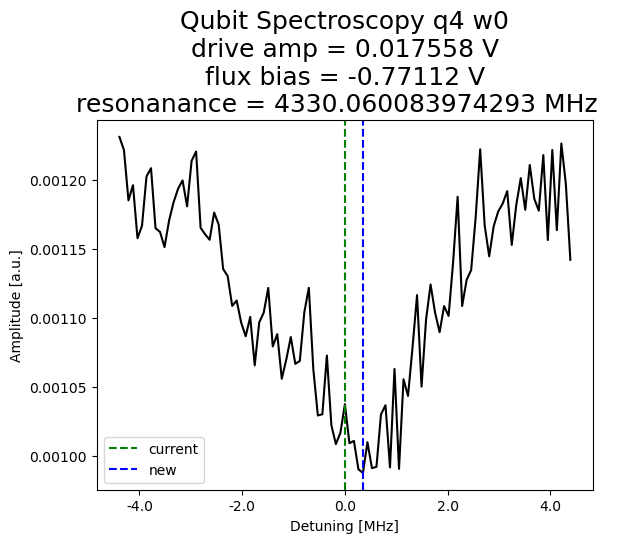 Qubit Spectroscopy q4 w0
drive amp = 0.017558 V
flux bias = -0.77112 V
resonanance = 4330.060083974293 MHz
0.00120
0.00115
0.00110
0.00105
0.00100
Amplitude [a.u.]
current
new
-4.0
-2.0
0.0
2.0
4.0
Detuning [MHz]